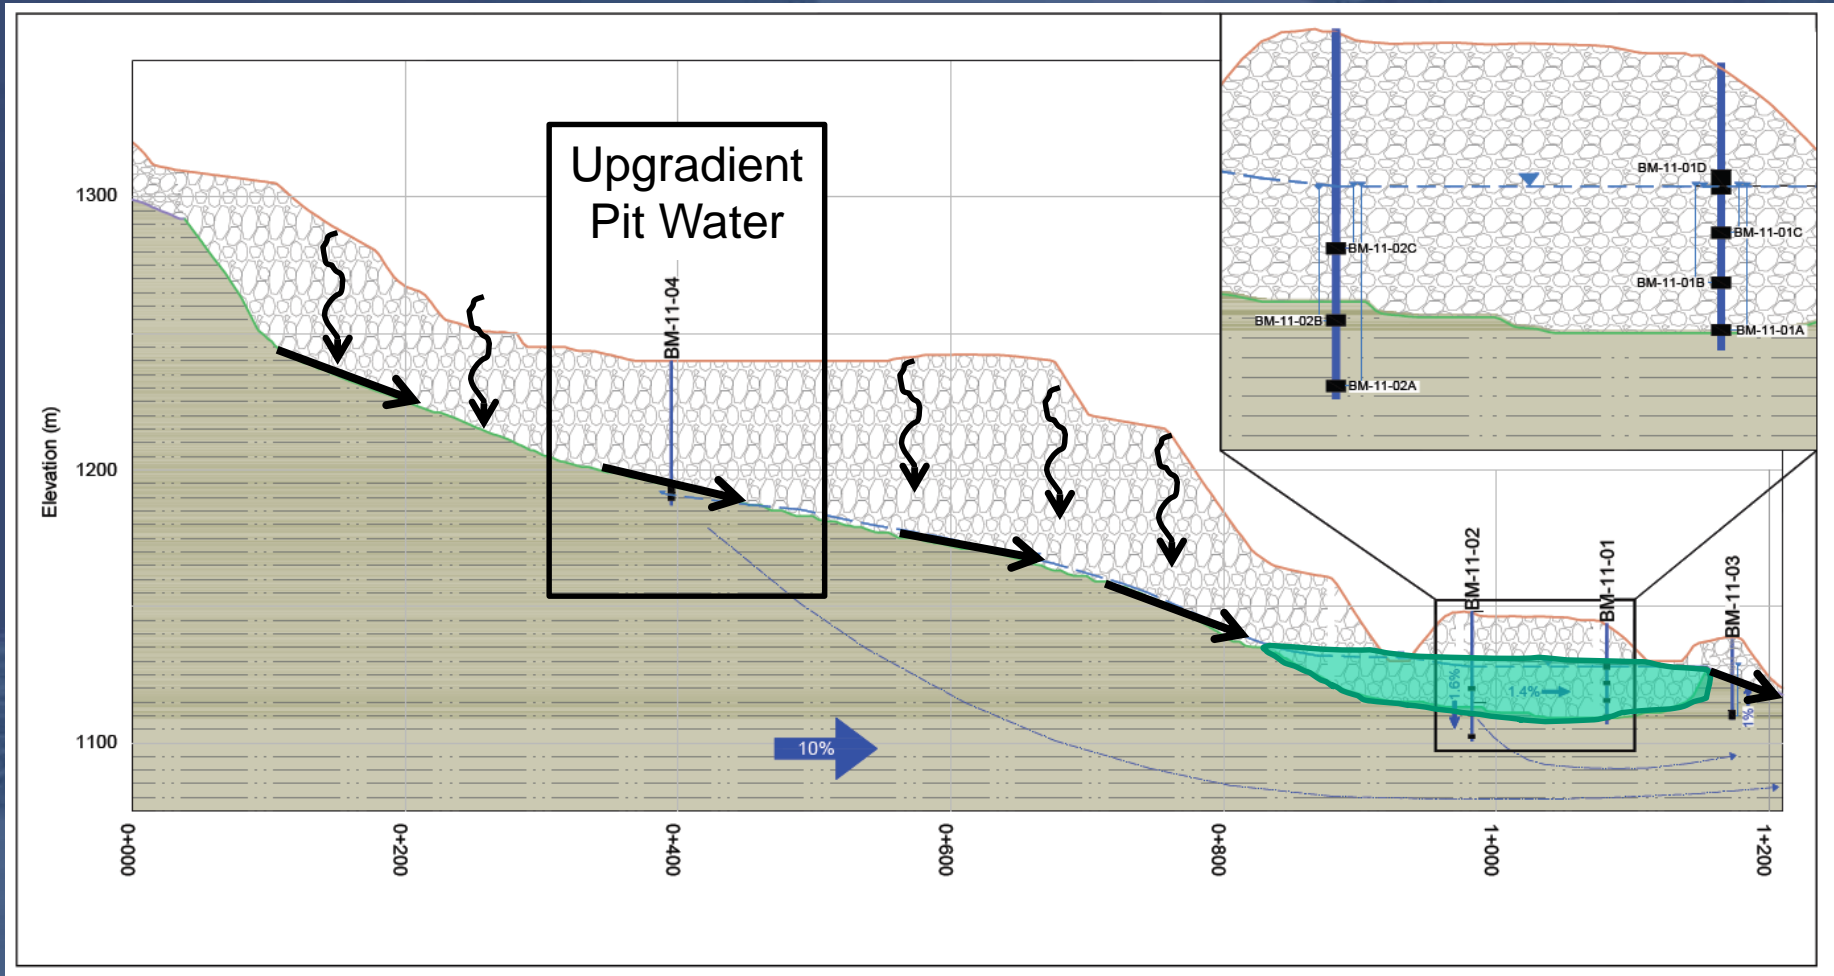 Upgradient
Pit Water
BM-11-04
Elevation (m)
1300
1200
1100
0+000
0+200
0+400
0+600
0+800
1+000
1+200
10%
BM-11-02
BM-11-01
BM-11-03
1.6%
1.4%
1%
BM-11-01D
BM-11-02C
BM-11-01C
BM-11-01B
BM-11-02B
BM-11-01A
BM-11-02A